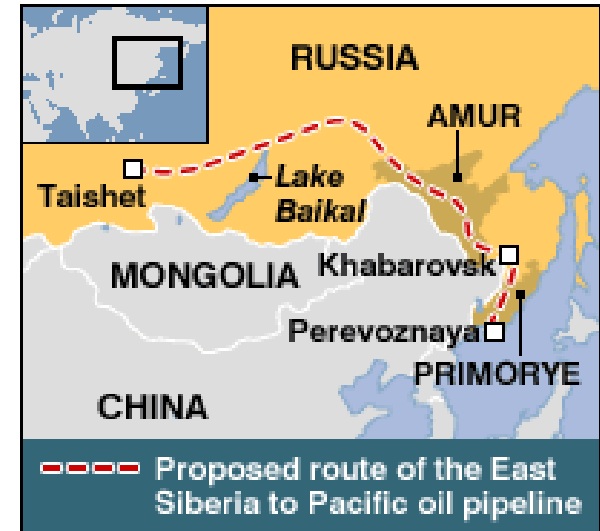 RUSSIA
AMUR
Taishet
Lake
Baikal
MONGOLIA
Khabarovsk
Perevoznaya
PRIMORYE
CHINA
Proposed route of the East
Siberia to Pacific oil pipeline